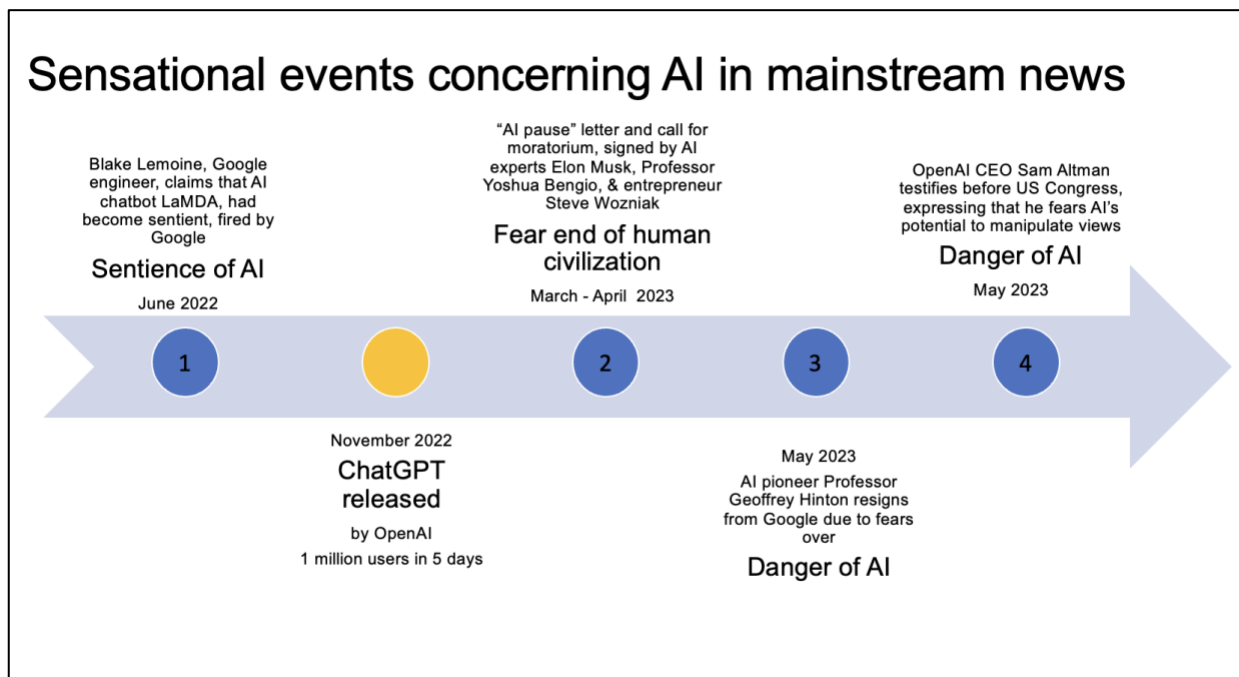 Sensational events concerning AI in mainstream news
Blake Lemoine, Google
engineer, claims that AI
chatbot LaMDA, had
become sentient, fired by
Google
Sentience of AI
June 2022
“AI pause” letter and call for
moratorium, signed by AI
experts Elon Musk, Professor
Yoshua Bengio, & entrepreneur
Steve Wozniak
Fear end of human
civilization
March - April 2023
OpenAI CEO Sam Altman
testifies before US Congress,
expressing that he fears AI’s
potential to manipulate views
Danger of AI
May 2023
1
2
3
4
November 2022
ChatGPT
released
by OpenAI
1 million users in 5 days
May 2023
AI pioneer Professor
Geoffrey Hinton resigns
from Google due to fears
over
Danger of AI